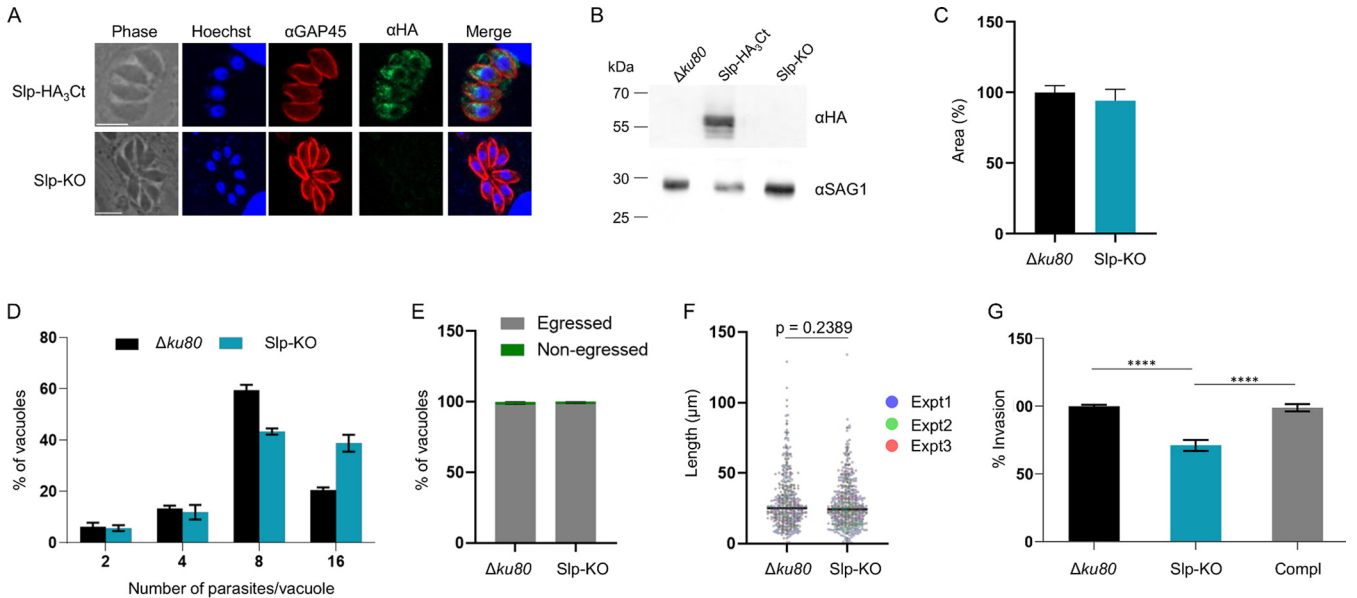 A
Phase Hoechst αGAP45 αHA Merge
Slp-HA3Ct
Slp-KO
B
Δku80 Slp-HA3Ct Slp-KO
kDa
70
55
αHA
30
25
αSAG1
C
150
100
50
0
Area (%)
Δku80 Slp-KO
D
Δku80 Slp-KO
80
60
40
20
0
% of vacuoles
2 4 8 16
Number of parasites/vacuole
E
Egressed
Non-egressed
150
100
50
0
% of vacuoles
Δku80 Slp-KO
F
p = 0.2389
150
100
50
0
Length (µm)
Expt1
Expt2
Expt3
Δku80 Slp-KO
G
**** ****
150
00
50
0
% Invasion
Δku80 Slp-KO Compl